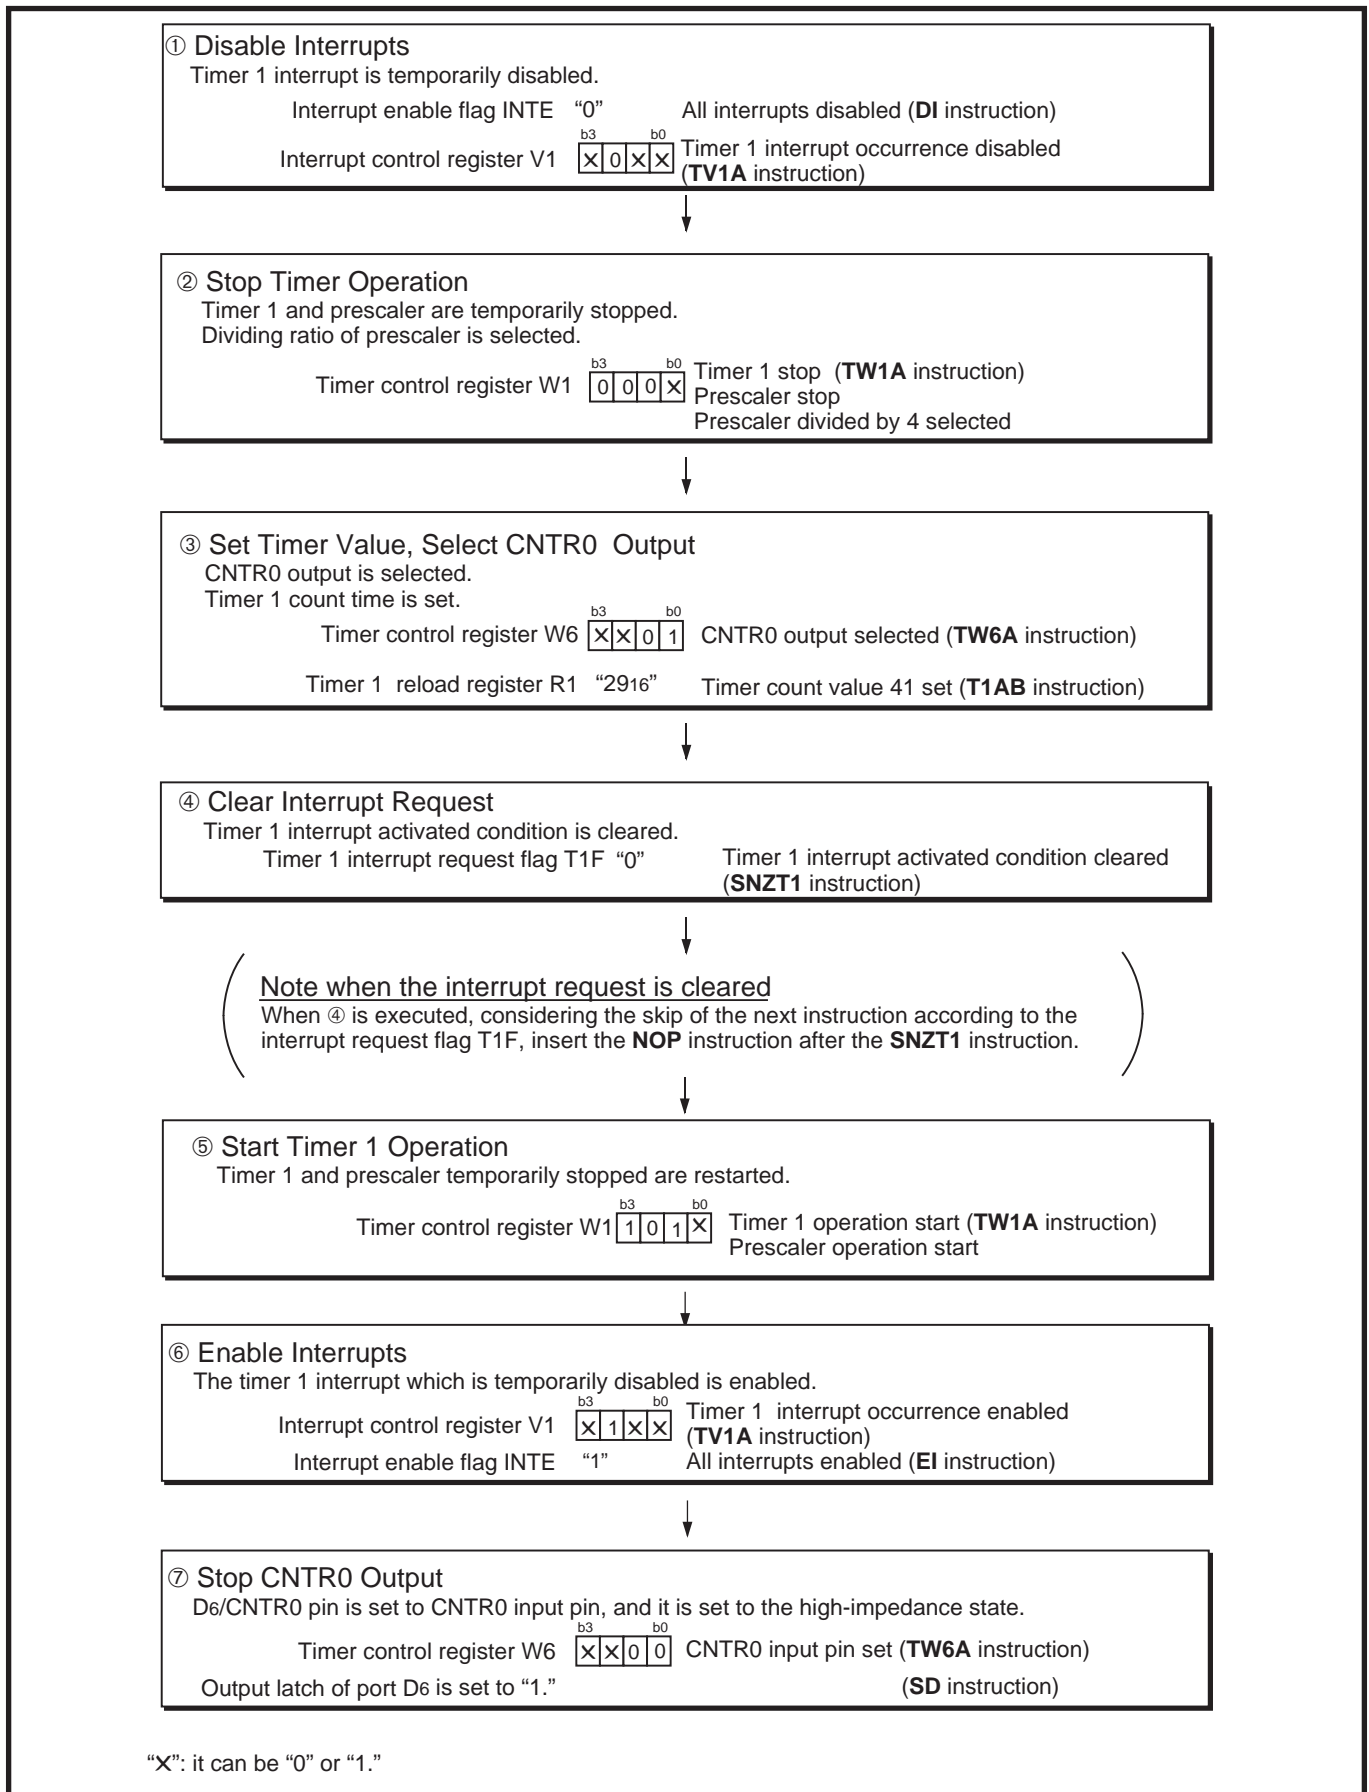 ① Disable Interrupts
Timer 1 interrupt is temporarily disabled.
Interrupt enable flag INTE “0” All interrupts disabled (DI instruction)
b3 b0
Interrupt control register V1 ✕ 0 ✕ ✕ Timer 1 interrupt occurrence disabled
(TV1A instruction)
② Stop Timer Operation
Timer 1 and prescaler are temporarily stopped.
Dividing ratio of prescaler is selected.
b3 b0
Timer control register W1 0 0 0 ✕ Timer 1 stop (TW1A instruction)
Prescaler stop
Prescaler divided by 4 selected
③ Set Timer Value, Select CNTR0 Output
CNTR0 output is selected.
Timer 1 count time is set.
b3 b0
Timer control register W6 ✕ ✕ 0 1 CNTR0 output selected (TW6A instruction)
Timer 1 reload register R1 “2916” Timer count value 41 set (T1AB instruction)
④ Clear Interrupt Request
Timer 1 interrupt activated condition is cleared.
Timer 1 interrupt request flag T1F “0” Timer 1 interrupt activated condition cleared
(SNZT1 instruction)
Note when the interrupt request is cleared
When ④ is executed, considering the skip of the next instruction according to the
interrupt request flag T1F, insert the NOP instruction after the SNZT1 instruction.
⑤ Start Timer 1 Operation
Timer 1 and prescaler temporarily stopped are restarted.
b3 b0
Timer control register W1 1 0 1 ✕ Timer 1 operation start (TW1A instruction)
Prescaler operation start
⑥ Enable Interrupts
The timer 1 interrupt which is temporarily disabled is enabled.
b3 b0
Interrupt control register V1 ✕ 1 ✕ ✕ Timer 1 interrupt occurrence enabled
(TV1A instruction)
Interrupt enable flag INTE “1” All interrupts enabled (EI instruction)
⑦ Stop CNTR0 Output
D6/CNTR0 pin is set to CNTR0 input pin, and it is set to the high-impedance state.
b3 b0
Timer control register W6 ✕ ✕ 0 0 CNTR0 input pin set (TW6A instruction)
Output latch of port D6 is set to “1.” (SD instruction)
“✕”: it can be “0” or “1.”